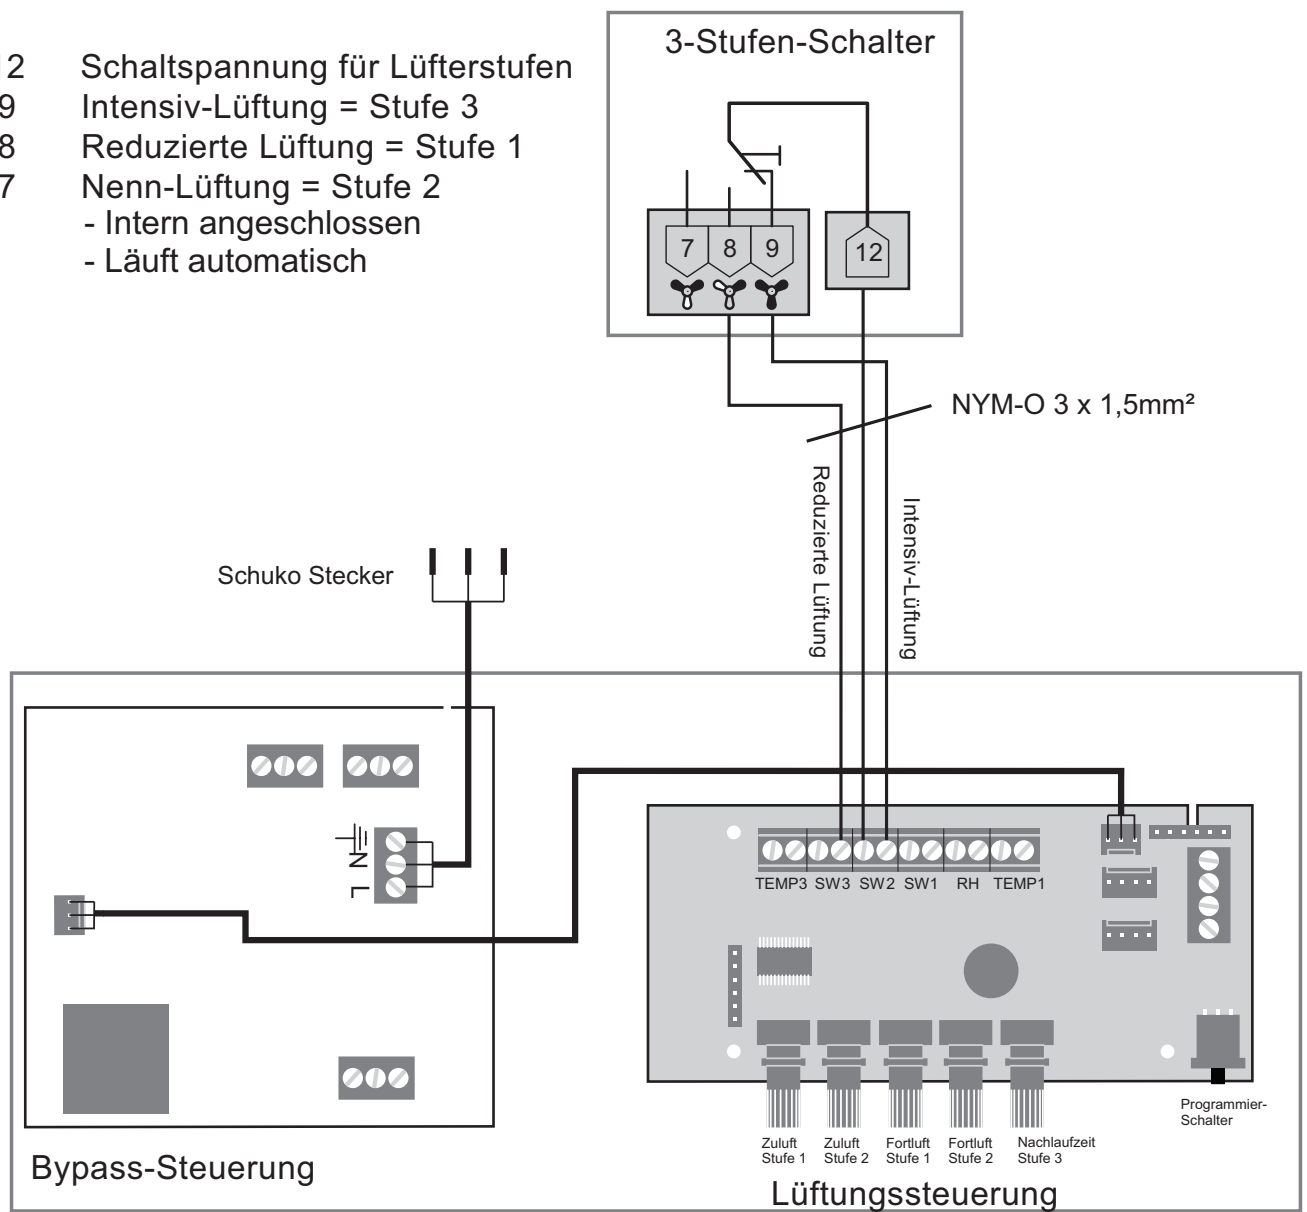 3-Stufen-Schalter
12 Schaltspannung für Lüfterstufen
9 Intensiv-Lüftung = Stufe 3
8 Reduzierte Lüftung = Stufe 1
7 Nenn-Lüftung = Stufe 2
- Intern angeschlossen
- Läuft automatisch
7 8 9 12
NYM-O 3 x 1,5mm²
Reduzierte Lüftung
Intensiv-Lüftung
Schuko Stecker
N
L
TEMP3 SW3 SW2 SW1 RH TEMP1
Programmier-
Schalter
Zuluft
Stufe 1
Zuluft
Stufe 2
Fortluft
Stufe 1
Fortluft
Stufe 2
Nachlaufzeit
Stufe 3
Bypass-Steuerung
Lüftungssteuerung